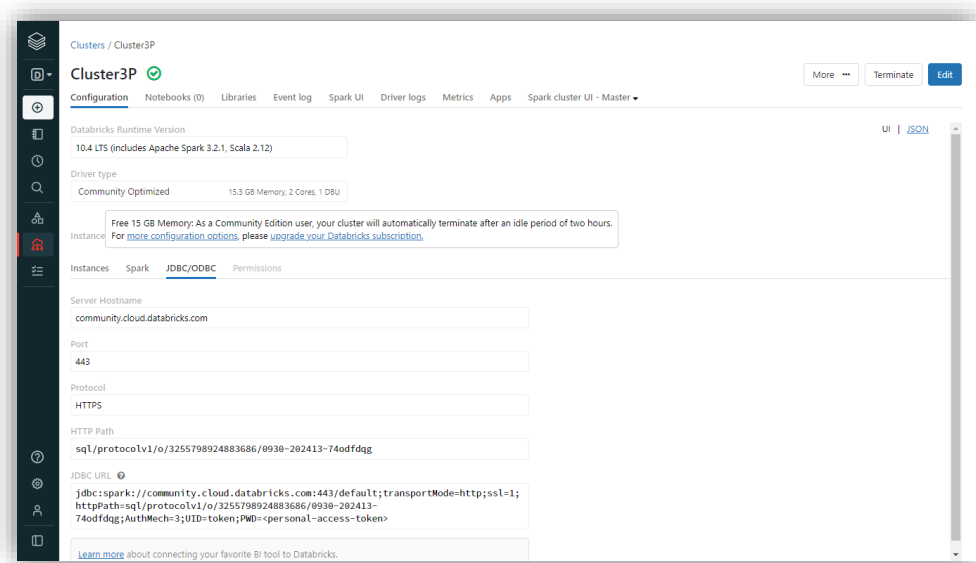 Clusters / Cluster3P
D
Cluster3P
More ···
Terminate
Edit
Configuration Notebooks (0) Libraries Event log Spark UI Driver logs Metrics Apps Spark cluster UI - Master
Databricks Runtime Version
UI | JSON
10.4 LTS (includes Apache Spark 3.2.1, Scala 2.12)
Driver type
Community Optimized 15.3 GB Memory, 2 Cores, 1 DBU
Instance
Free 15 GB Memory: As a Community Edition user, your cluster will automatically terminate after an idle period of two hours.
For more configuration options, please upgrade your Databricks subscription.
Instances Spark JDBC/ODBC Permissions
Server Hostname
community.cloud.databricks.com
Port
443
Protocol
HTTPS
HTTP Path
sql/protocolv1/o/3255798924883686/0930-202413-74odfdqg
JDBC URL
jdbc:spark://community.cloud.databricks.com:443/default;transportMode=http;ssl=1;
httpPath=sql/protocolv1/o/3255798924883686/0930-202413-
74odfdqg;AuthMech=3;UID=token;PWD=<personal-access-token>
Learn more about connecting your favorite BI tool to Databricks.